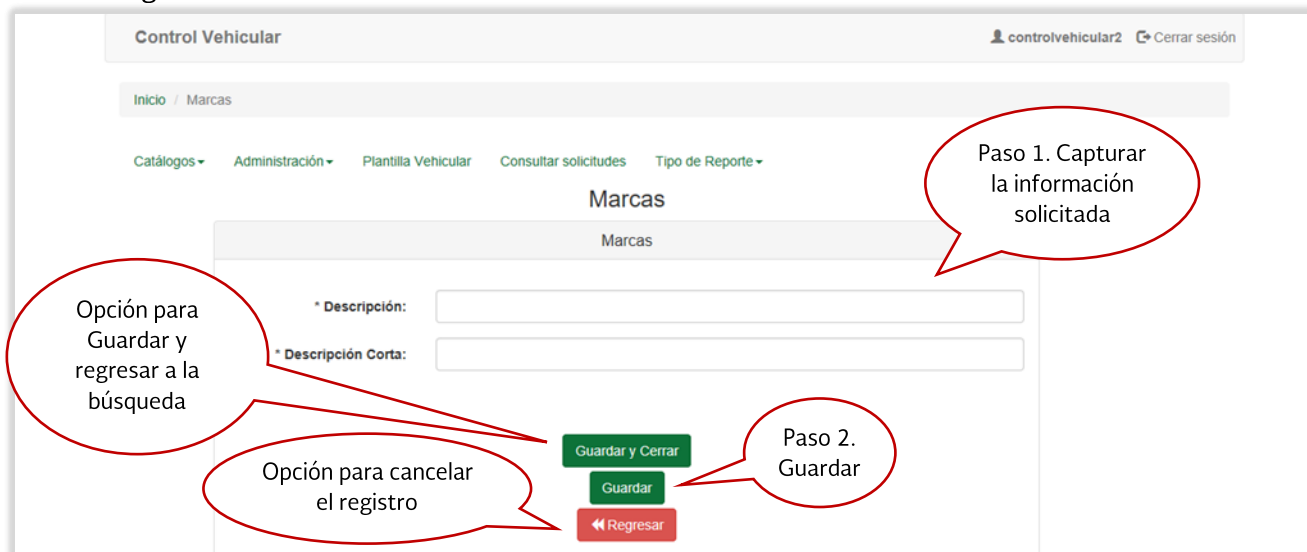 Control Vehicular
controlvehicular2 Cerrar sesión
Inicio / Marcas
Catálogos Administración Plantilla Vehicular Consultar solicitudes Tipo de Reporte
Paso 1. Capturar
la información
solicitada
Marcas
Marcas
Opción para
Guardar y
regresar a la
búsqueda
* Descripción:
* Descripción Corta:
Guardar y Cerrar
Paso 2.
Guardar
Opción para cancelar
el registro
Guardar
Regresar